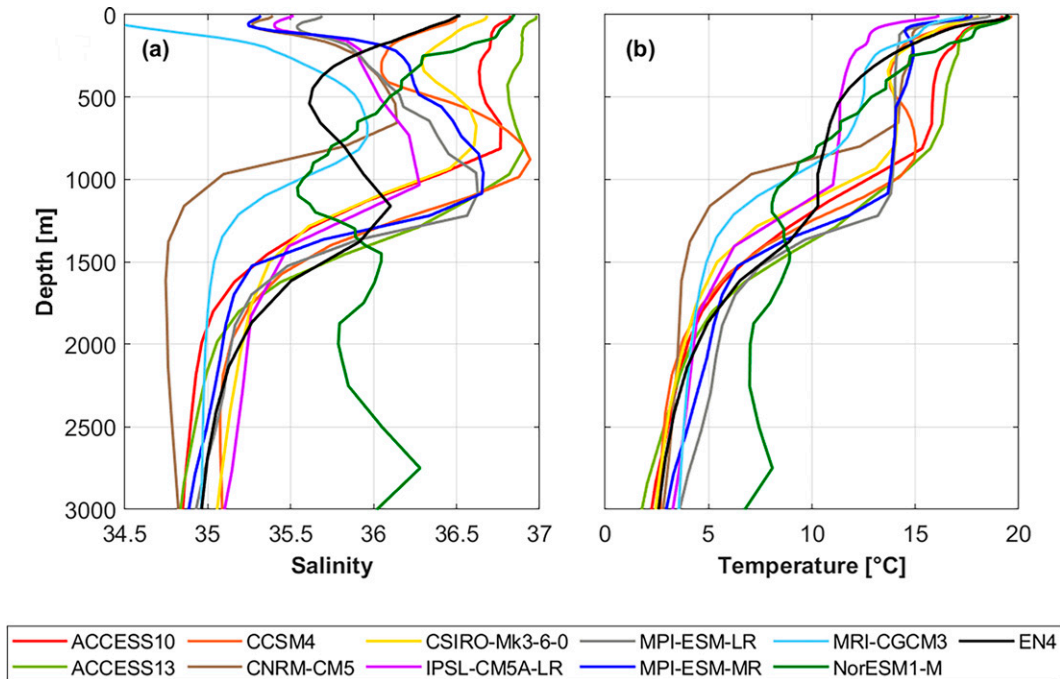 (a)
(b)
0
500
1000
1500
2000
2500
3000
Depth [m]
34.5 35 35.5 36 36.5 37
Salinity
0 5 10 15 20
Temperature [°C]
ACCESS10 CCSM4 CSIRO-Mk3-6-0 MPI-ESM-LR MRI-CGCM3 EN4
ACCESS13 CNRM-CM5 IPSL-CM5A-LR MPI-ESM-MR NorESM1-M